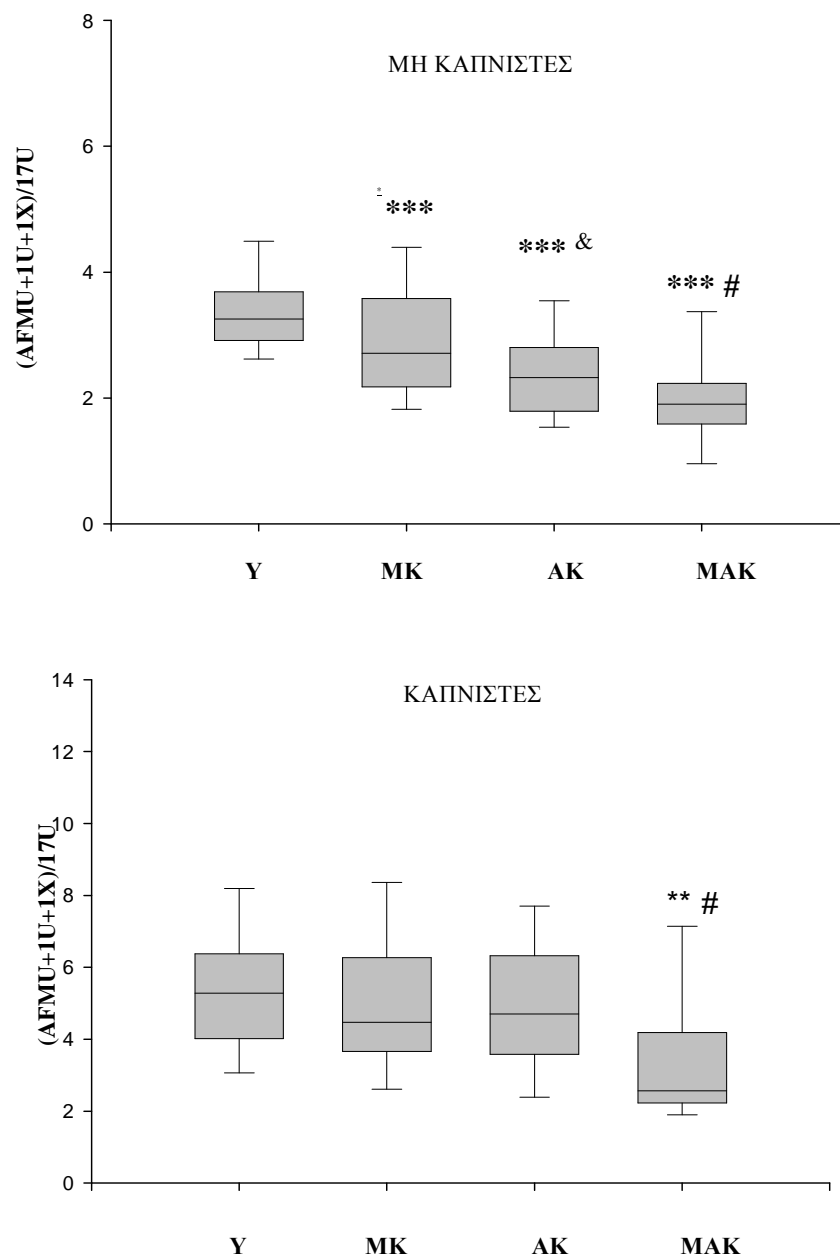 8
ΜΗ ΚΑΠΝΙΣΤΕΣ
6
(AFMU+1U+1X)/17U
* ***
*** &
*** #
4
2
0
Υ ΜΚ ΑΚ ΜΑΚ
14
ΚΑΠΝΙΣΤΕΣ
12
10
(AFMU+1U+1X)/17U
8
** #
6
4
2
0
Υ ΜΚ ΑΚ ΜΑΚ